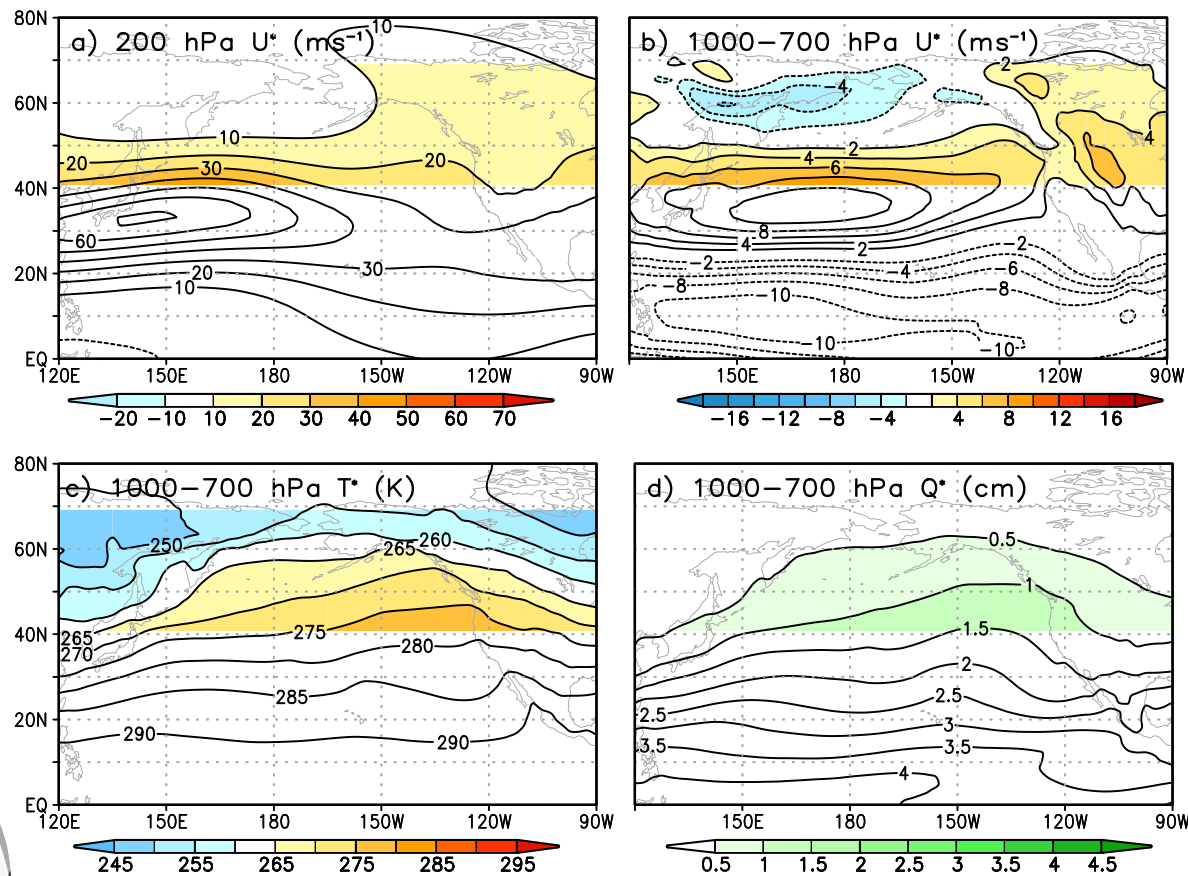 a) 200 hPa U* (ms⁻¹)
80N
60N
40N
20N
EQ
10
10
20
20
30
60
20
30
10
120E 150E 180 150W 120W 90W
−20 −10 10 20 30 40 50 60 70
b) 1000−700 hPa U* (ms⁻¹)
2
−4
4
2
4
6
8
4
2
−2
−2
−4
−6
−8
−8
−10
−10
−10
150E 180 150W 120W 90W
−16 −12 −8 −4 4 8 12 16
c) 1000−700 hPa T* (K)
80N
60N
40N
20N
EQ
250
260
265
265
270
275
280
285
290
290
120E 150E 180 150W 120W 90W
245 255 265 275 285 295
d) 1000−700 hPa Q* (cm)
0.5
1
1.5
2
2.5
2.5
3
3.5
3.5
4
150E 180 150W 120W 90W
0.5 1 1.5 2 2.5 3 3.5 4 4.5